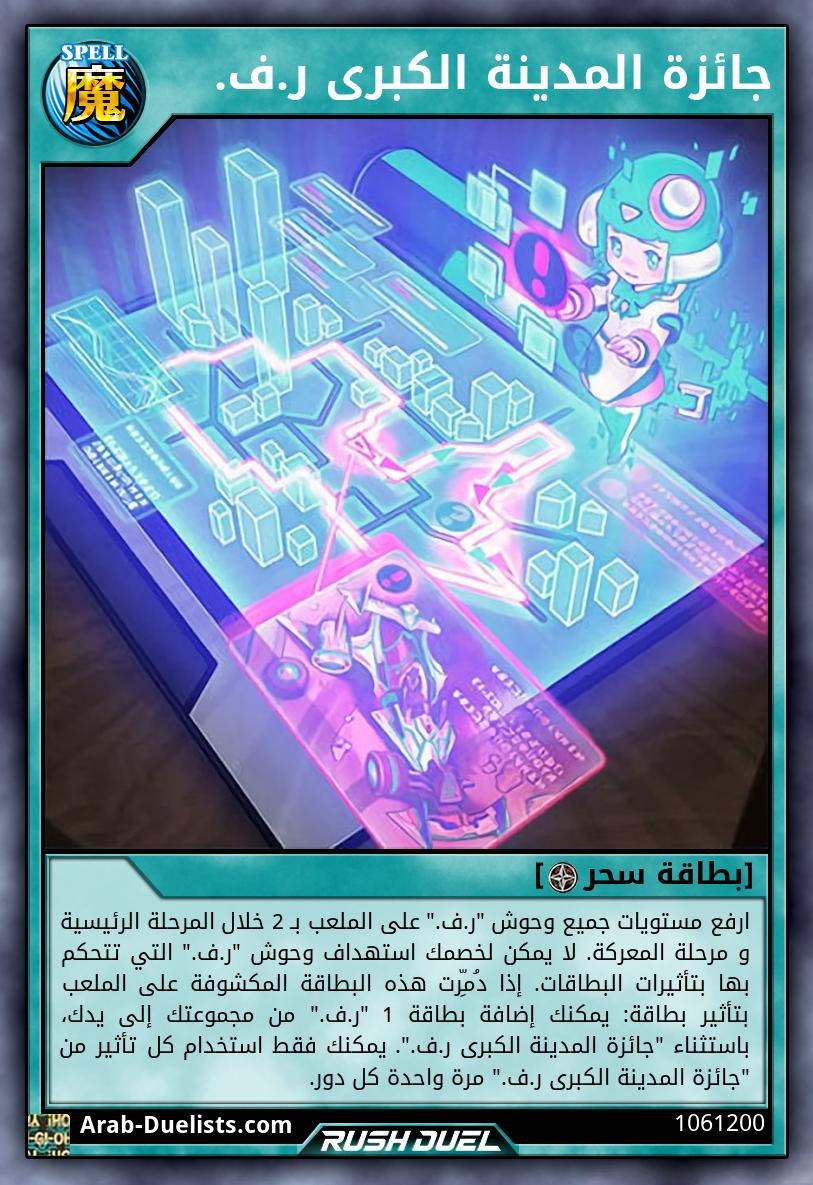 SPELL
魔
جائزة المدينة الكبرى ر.ف.
[بطاقة سحر]
ارفع مستويات جميع وحوش "ر.ف." على الملعب بـ 2 خلال المرحلة الرئيسية
و مرحلة المعركة. لا يمكن لخصمك استهداف وحوش "ر.ف." التي تتحكم
بها بتأثيرات البطاقات. إذا دُمِّرت هذه البطاقة المكشوفة على الملعب
بتأثير بطاقة: يمكنك إضافة بطاقة 1 "ر.ف." من مجموعتك إلى يدك،
باستثناء "جائزة المدينة الكبرى ر.ف.". يمكنك فقط استخدام كل تأثير من
"جائزة المدينة الكبرى ر.ف." مرة واحدة كل دور.
Arab-Duelists.com
RUSH DUEL
1061200